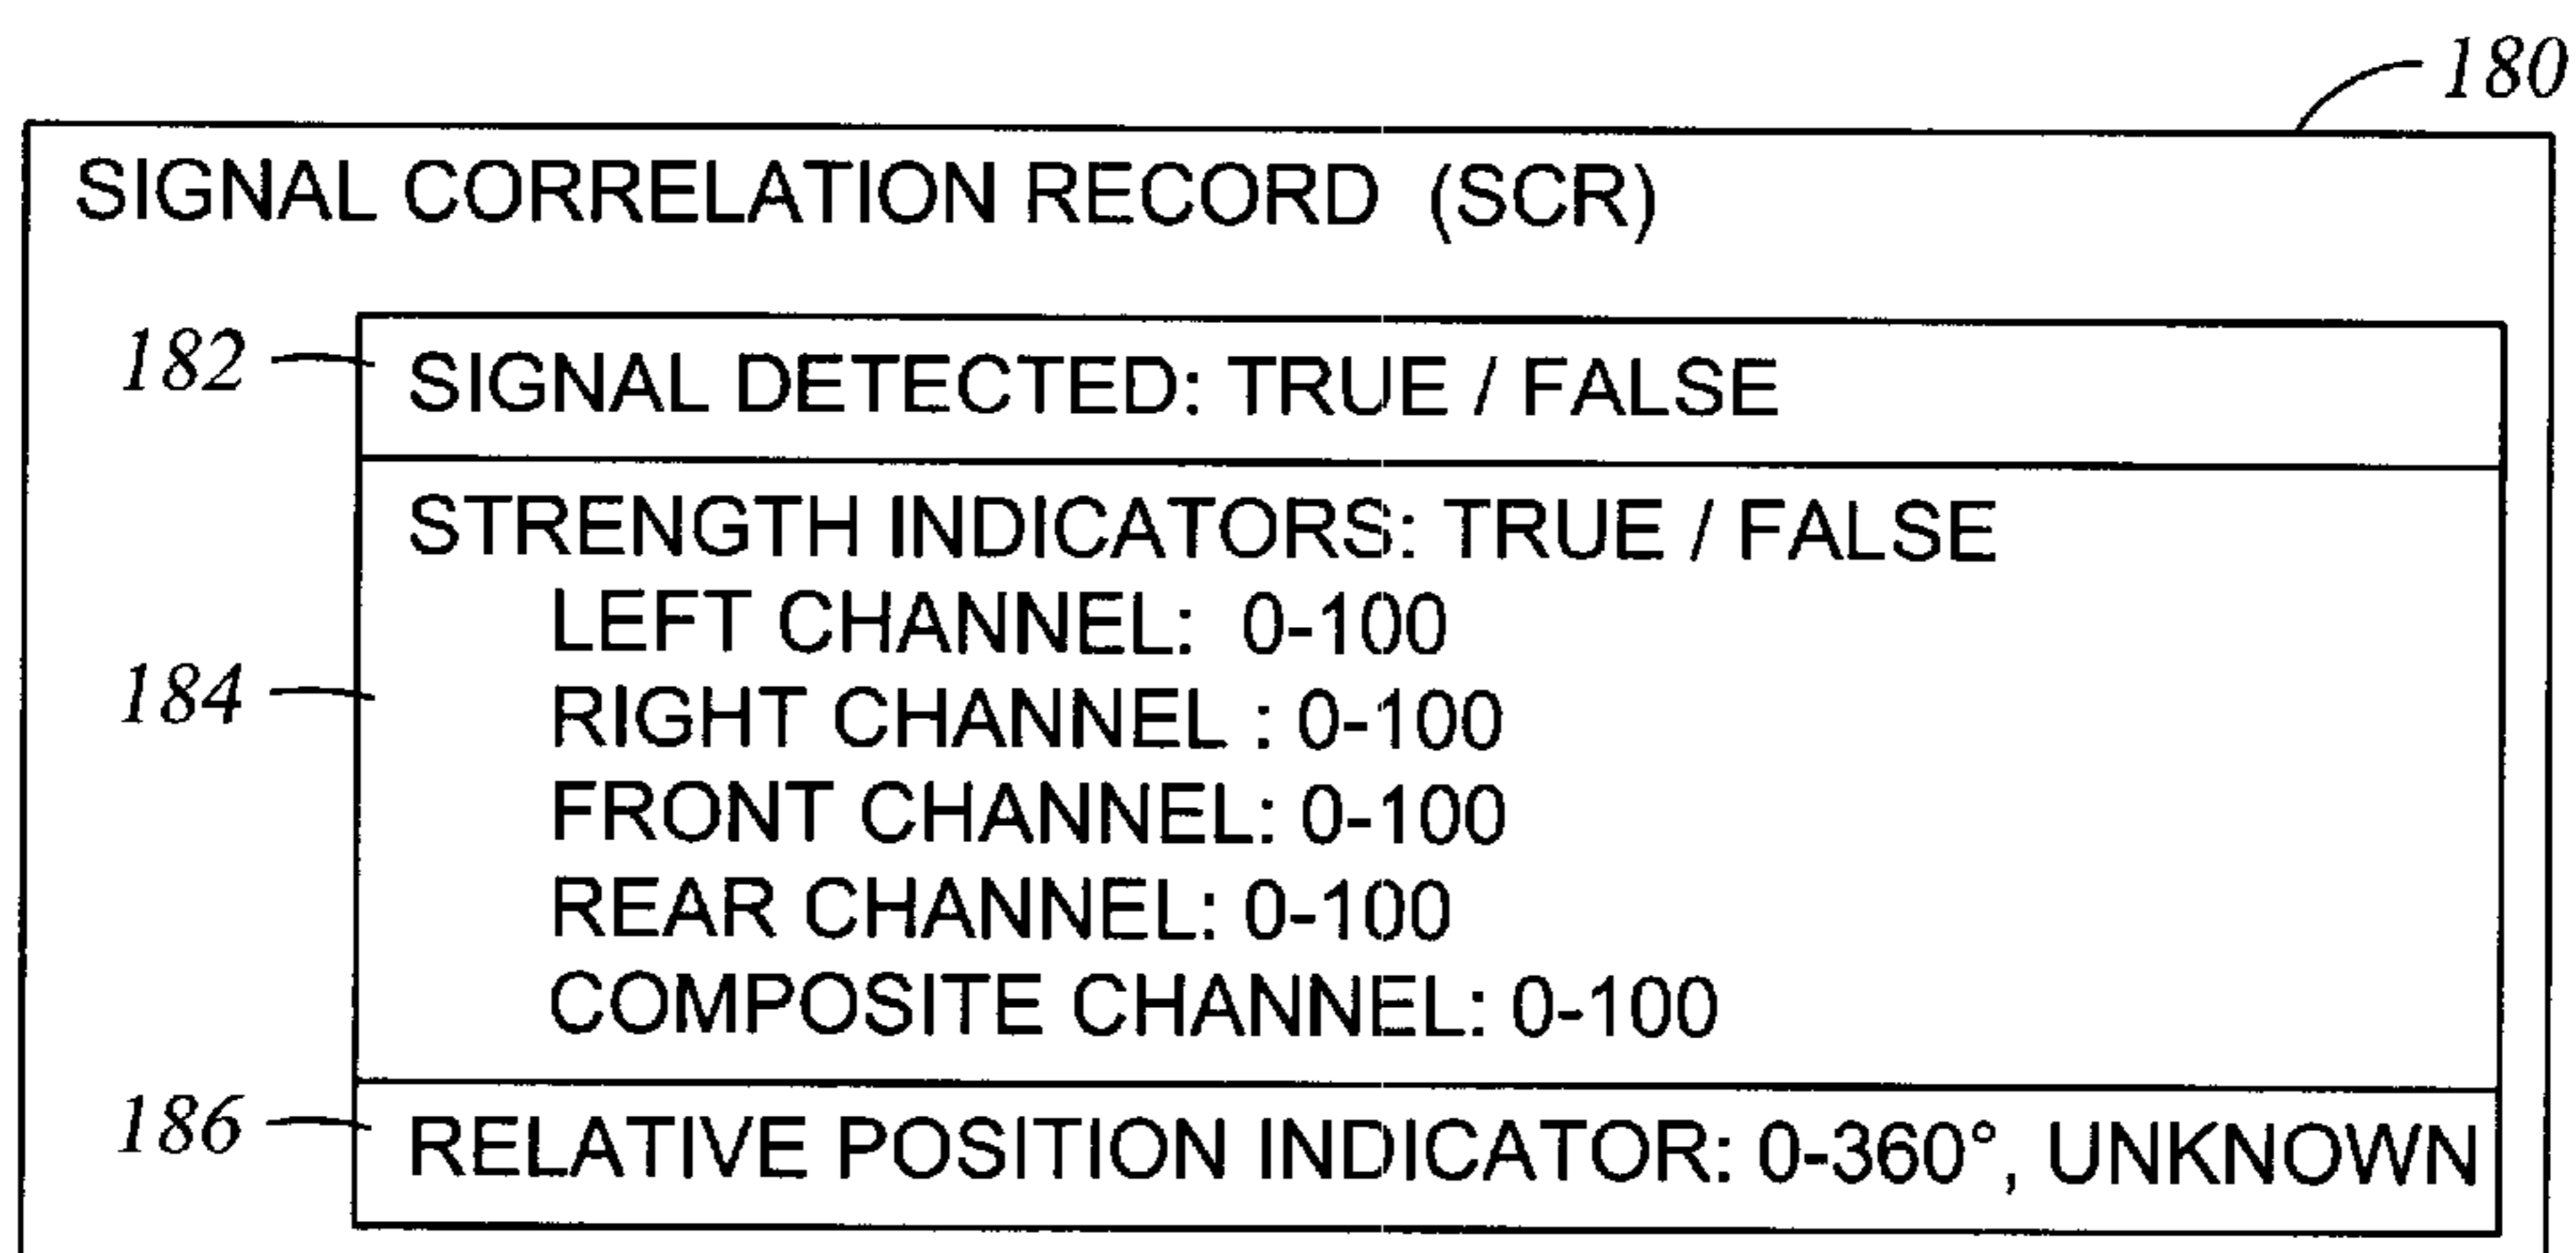 180
SIGNAL CORRELATION RECORD (SCR)
182
SIGNAL DETECTED: TRUE / FALSE
STRENGTH INDICATORS: TRUE / FALSE
LEFT CHANNEL: 0-100
184
RIGHT CHANNEL : 0-100
FRONT CHANNEL: 0-100
REAR CHANNEL: 0-100
COMPOSITE CHANNEL: 0-100
186
RELATIVE POSITION INDICATOR: 0-360°, UNKNOWN